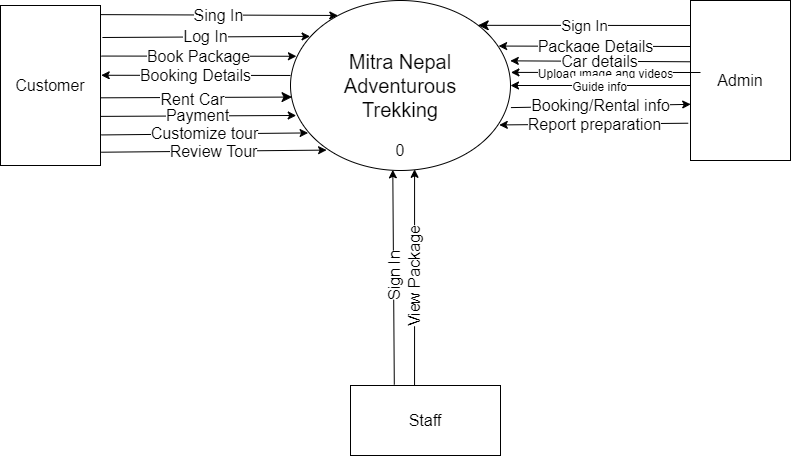 Customer
Sing In
Log In
Book Package
Booking Details
Rent Car
Payment
Customize tour
Review Tour
Mitra Nepal
Adventurous
Trekking
0
Sign In
Package Details
Car details
Upload image and videos
Guide info
Booking/Rental info
Report preparation
Admin
Sign In
View Package
Staff